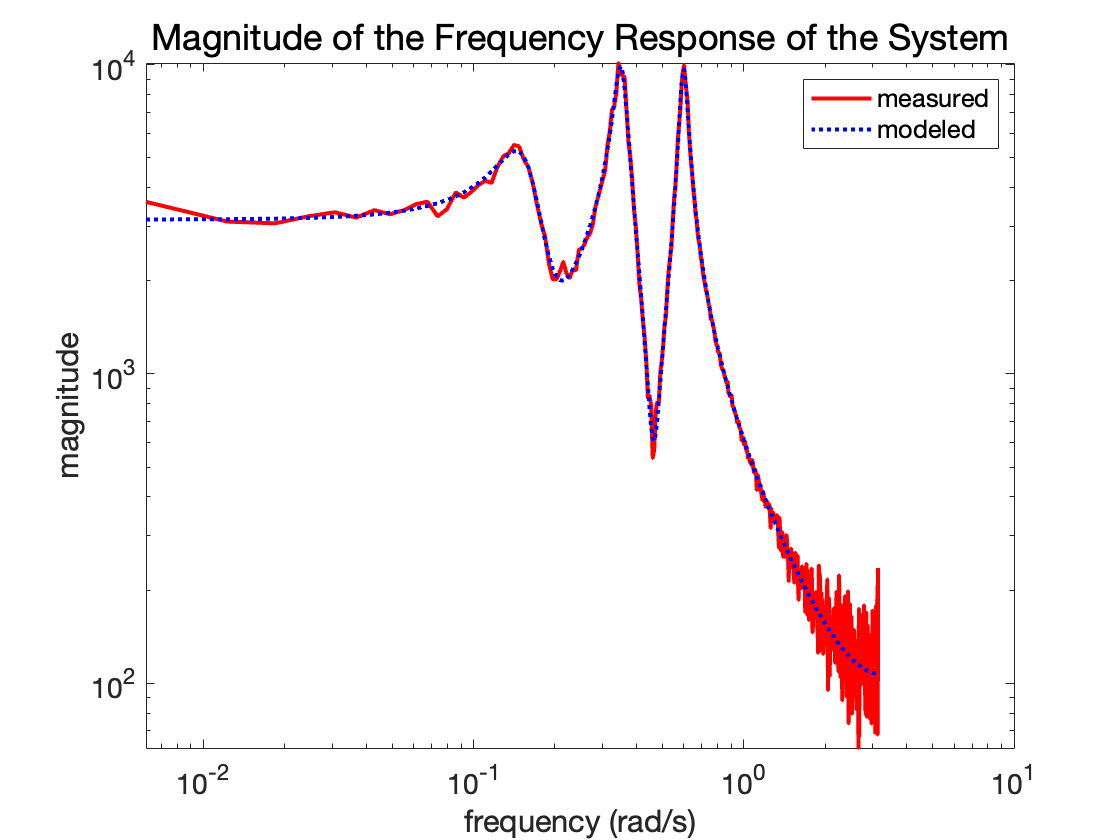 Magnitude of the Frequency Response of the System
10^4
measured
modeled
10^3
magnitude
10^2
10^-2 10^-1 10^0 10^1
frequency (rad/s)